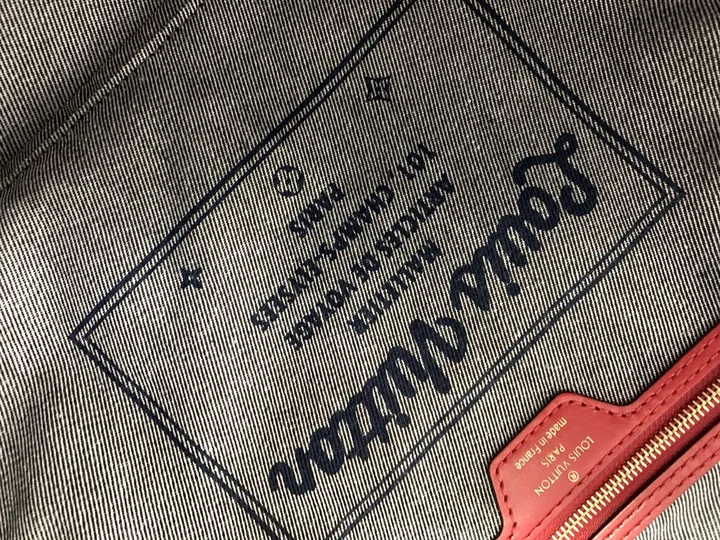 Louis Vuitton
MALLETIER
ARTICLES DE VOYAGE
101, CHAMPS-ELYSEES
PARIS
®
LOUIS VUITTON
PARIS
made in France